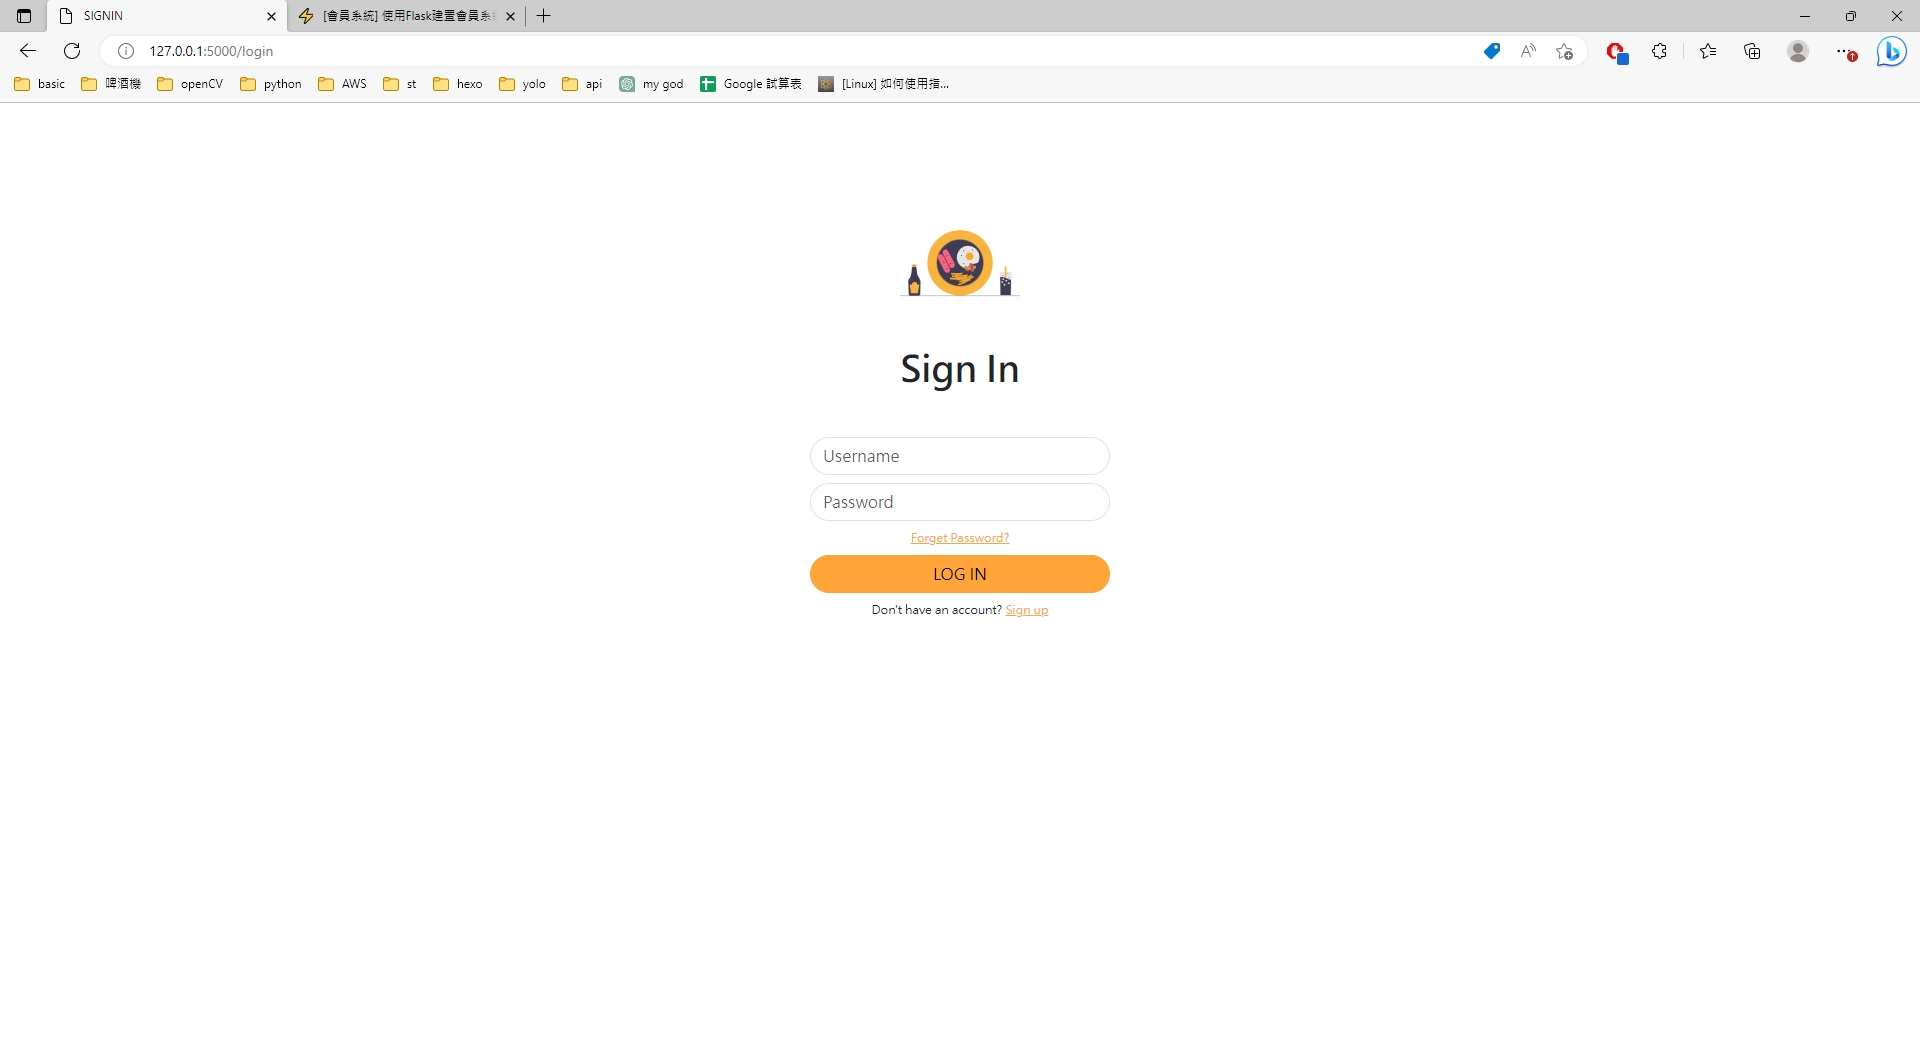 SIGNIN
[會員系統] 使用Flask建置會員系
127.0.0.1:5000/login
basic 啤酒機 openCV python AWS st hexo yolo api my god Google 試算表 [Linux] 如何使用指...
Sign In
Username
Password
Forget Password?
LOG IN
Don't have an account? Sign up